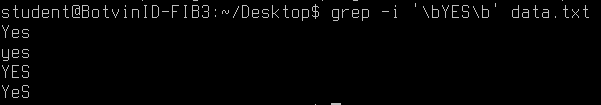 student@BotvinID-FIB3:~/Desktop$ grep -i '\bYES\b' data.txt
Yes
yes
YES
YeS